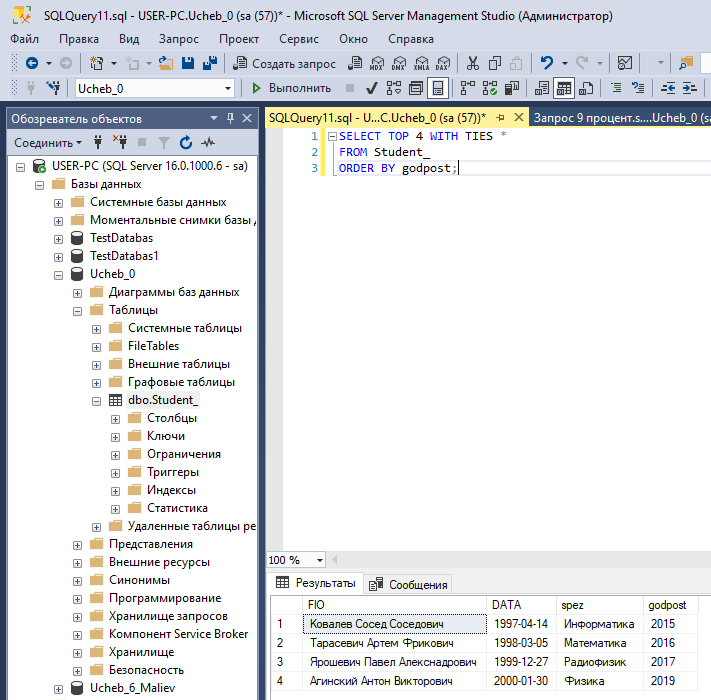 SQLQuery11.sql - USER-PC.Ucheb_0 (sa (57))* - Microsoft SQL Server Management Studio (Администратор)
Файл Правка Вид Запрос Проект Сервис Окно Справка
Создать запрос MDX DMX XMLA DAX
Ucheb_0 Выполнить
Обозреватель объектов
Соединить
USER-PC (SQL Server 16.0.1000.6 - sa)
Базы данных
Системные базы данных
Моментальные снимки базы
TestDatabas
TestDatabas1
Ucheb_0
Диаграммы баз данных
Таблицы
Системные таблицы
FileTables
Внешние таблицы
Графовые таблицы
dbo.Student_
Столбцы
Ключи
Ограничения
Триггеры
Индексы
Статистика
Удаленные таблицы ре
Представления
Внешние ресурсы
Синонимы
Программирование
Хранилище запросов
Компонент Service Broker
Хранилище
Безопасность
Ucheb_6_Maliev
SQLQuery11.sql - U...C.Ucheb_0 (sa (57))* Запрос 9 процент.s....Ucheb_0 (sa
1 SELECT TOP 4 WITH TIES *
2 FROM Student_
3 ORDER BY godpost;
100 %
Результаты Сообщения
FIO DATA spez godpost
1 Ковалев Сосед Соседович 1997-04-14 Информатика 2015
2 Тарасевич Артем Фрикович 1998-03-05 Математика 2016
3 Ярошевич Павел Алекснадрович 1999-12-27 Радиофизик 2017
4 Агинский Антон Викторович 2000-01-30 Физика 2019